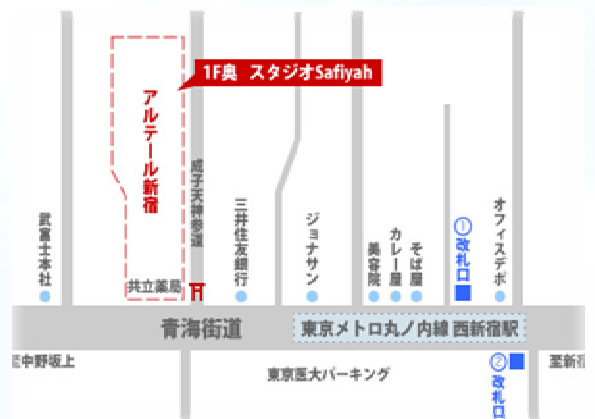 1F奥 スタジオSafiyah
アルテール新宿
成子天神参道
武富士本社
共立薬局
三井住友銀行
ジョナサン
美容院
カレー屋
そば屋
①改札口
オフィスデポ
青海街道
東京メトロ丸ノ内線 西新宿駅
至中野坂上
東京医大パーキング
②改札口
至新宿